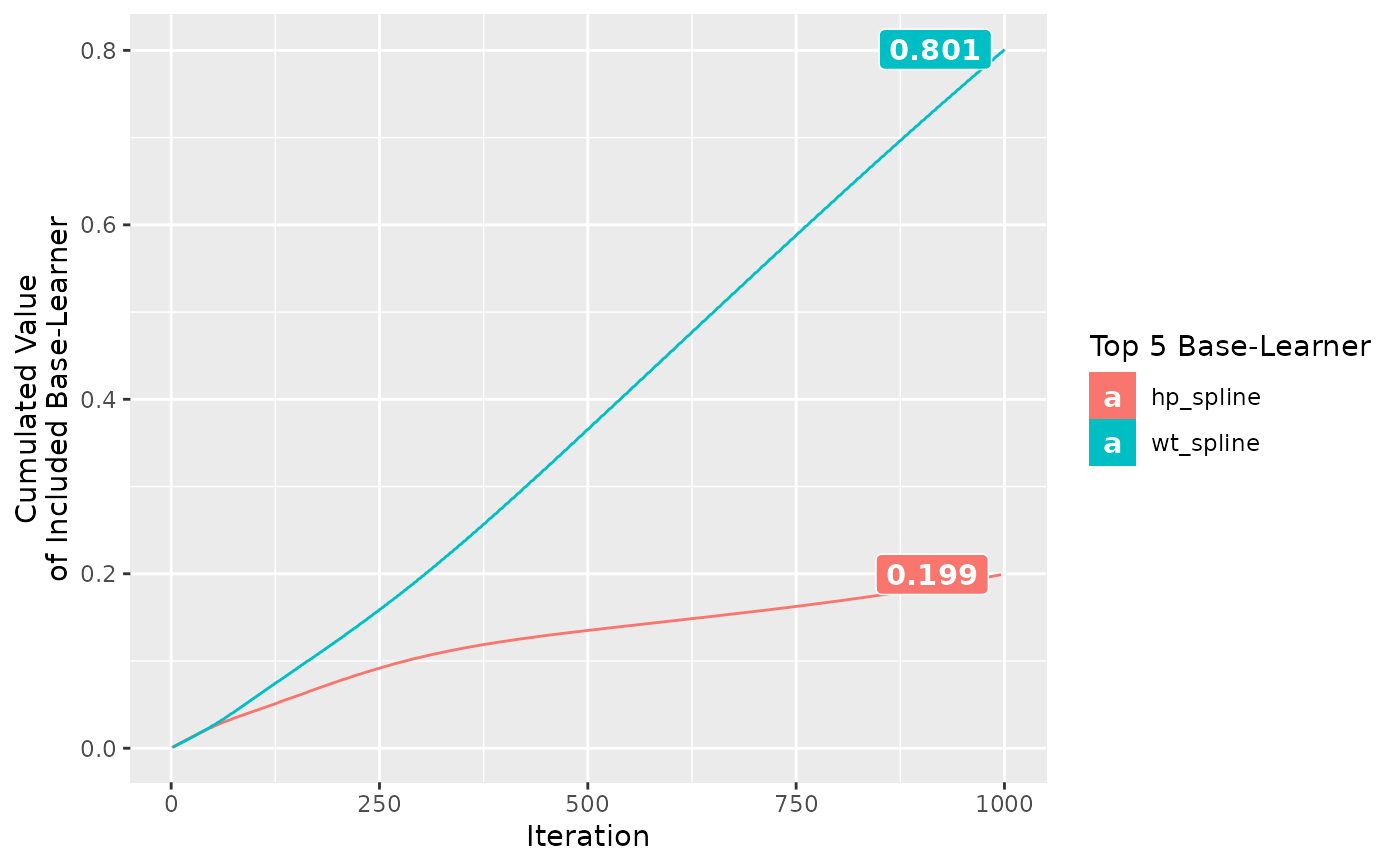 Cumulated Value
of Included Base-Learner
0.8
0.6
0.4
0.2
0.0
0.801
0.199
0
250
500
750
1000
Iteration
Top 5 Base-Learner
a hp_spline
a wt_spline